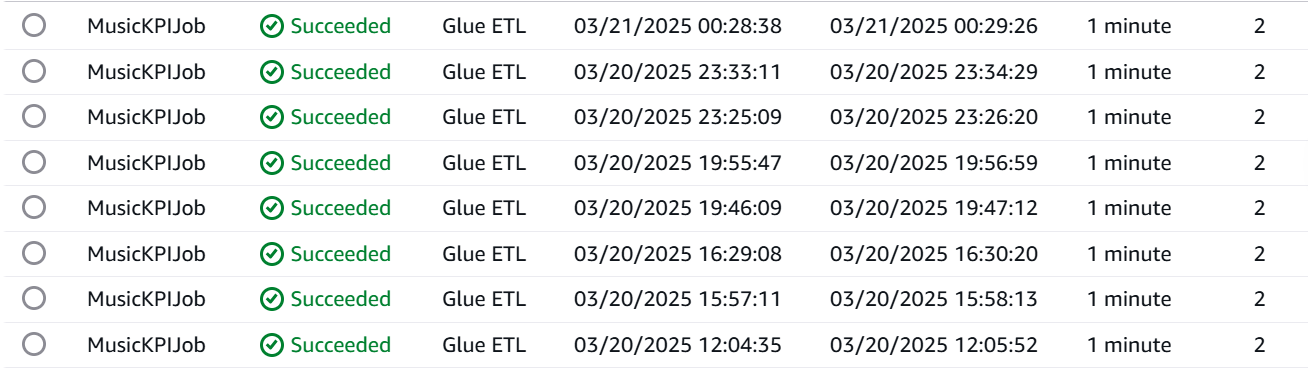 MusicKPIJob Succeeded Glue ETL 03/21/2025 00:28:38 03/21/2025 00:29:26 1 minute 2
MusicKPIJob Succeeded Glue ETL 03/20/2025 23:33:11 03/20/2025 23:34:29 1 minute 2
MusicKPIJob Succeeded Glue ETL 03/20/2025 23:25:09 03/20/2025 23:26:20 1 minute 2
MusicKPIJob Succeeded Glue ETL 03/20/2025 19:55:47 03/20/2025 19:56:59 1 minute 2
MusicKPIJob Succeeded Glue ETL 03/20/2025 19:46:09 03/20/2025 19:47:12 1 minute 2
MusicKPIJob Succeeded Glue ETL 03/20/2025 16:29:08 03/20/2025 16:30:20 1 minute 2
MusicKPIJob Succeeded Glue ETL 03/20/2025 15:57:11 03/20/2025 15:58:13 1 minute 2
MusicKPIJob Succeeded Glue ETL 03/20/2025 12:04:35 03/20/2025 12:05:52 1 minute 2